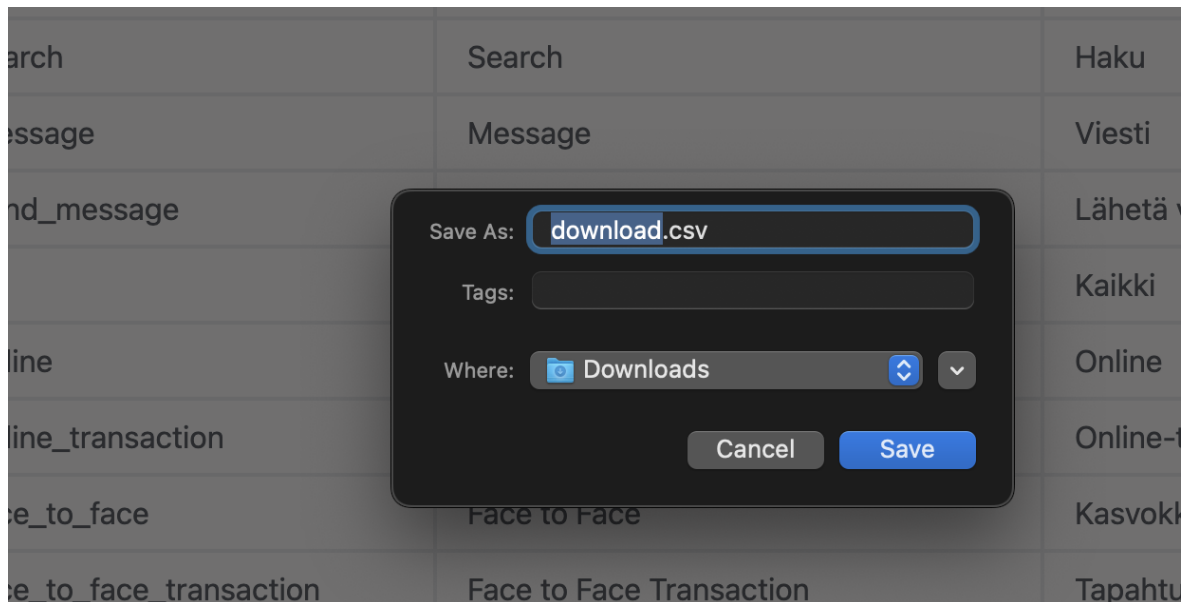 arch Search Haku
essage Message Viesti
nd_message Lähetä
Save As: download.csv
Tags:
Kaikki
line Online
Where: Downloads
line_transaction Online-t
Cancel Save
ce_to_face Face to Face Kasvokk
ce_to_face_transaction Face to Face Transaction Tapahtu